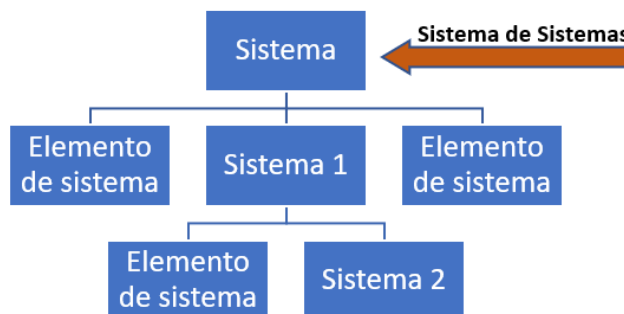 Sistema
Sistema de Sistemas
Elemento
de sistema
Sistema 1
Elemento
de sistema
Elemento
de sistema
Sistema 2